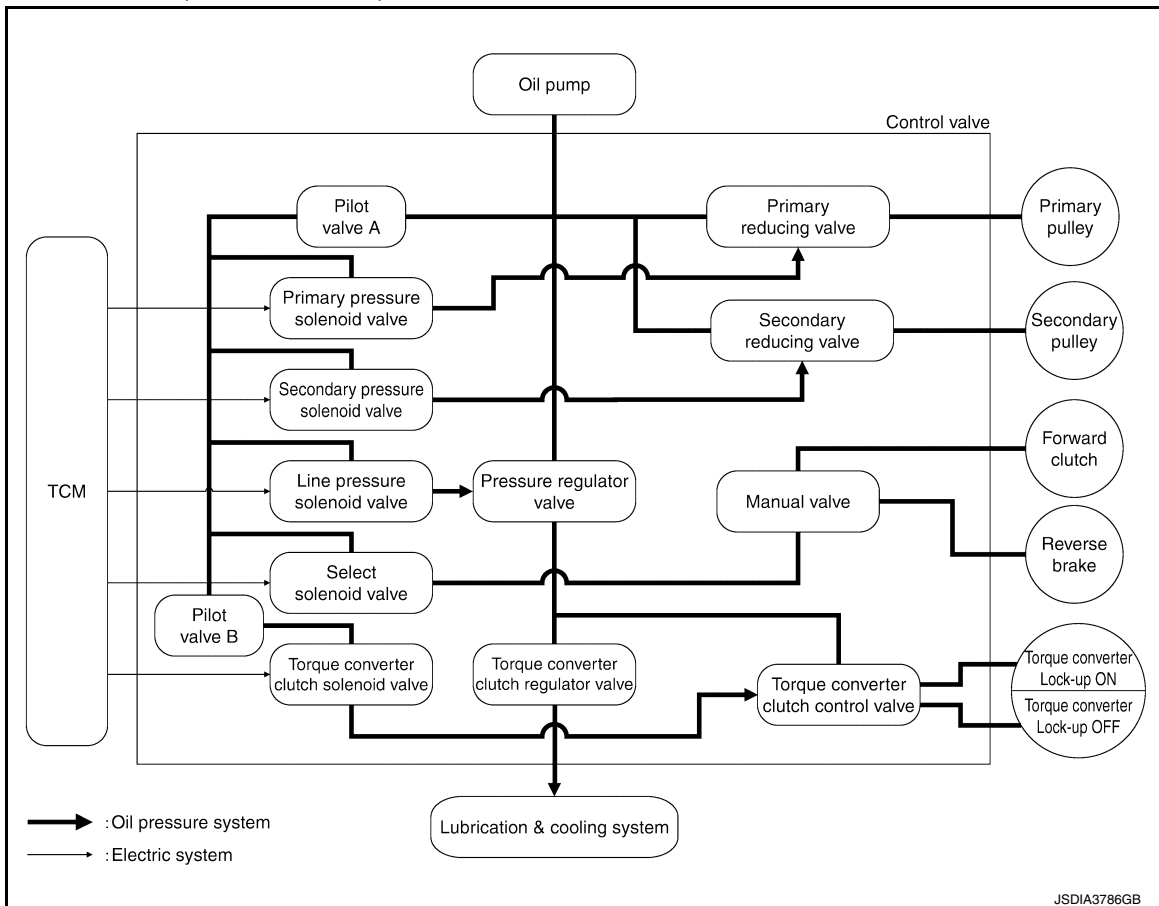 Oil pump
Control valve
Pilot
valve A
Primary
reducing valve
Primary
pulley
Primary pressure
solenoid valve
Secondary
reducing valve
Secondary
pulley
Secondary pressure
solenoid valve
TCM
Line pressure
solenoid valve
Pressure regulator
valve
Manual valve
Forward
clutch
Select
solenoid valve
Reverse
brake
Pilot
valve B
Torque converter
clutch solenoid valve
Torque converter
clutch regulator valve
Torque converter
clutch control valve
Torque converter
Lock-up ON
Torque converter
Lock-up OFF
Lubrication & cooling system
:Oil pressure system
:Electric system
JSDIA3786GB